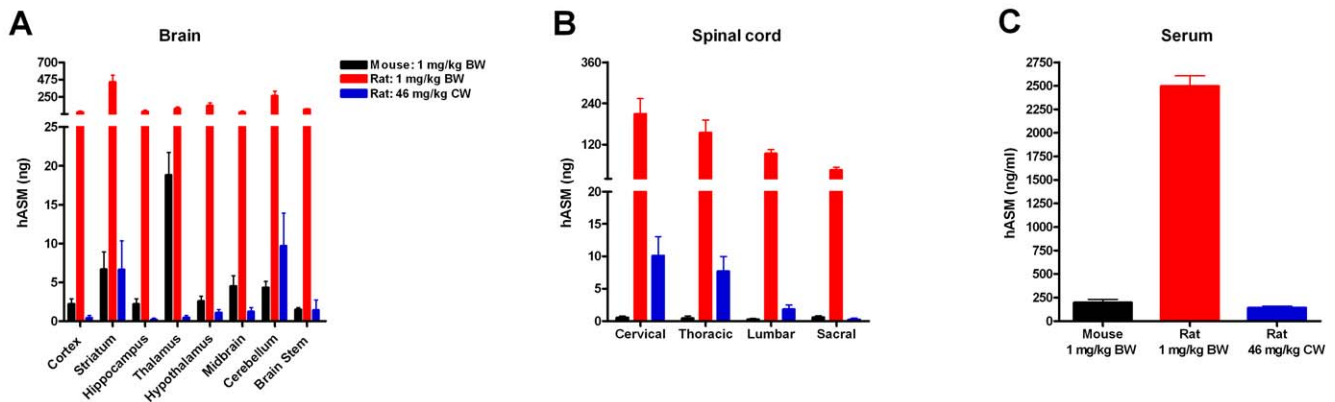 A
Brain
700
475
250
25
20
15
10
5
0
hASM (ng)
Mouse: 1 mg/kg BW
Rat: 1 mg/kg BW
Rat: 46 mg/kg CW
Cortex
Striatum
Hippocampus
Thalamus
Hypothalamus
Midbrain
Cerebellum
Brain Stem
B
Spinal cord
360
240
120
20
15
10
5
0
hASM (ng)
Cervical Thoracic Lumbar Sacral
C
Serum
2750
2500
2250
2000
1750
1500
1250
1000
750
500
250
0
hASM (ng/ml)
Mouse
1 mg/kg BW
Rat
1 mg/kg BW
Rat
46 mg/kg CW